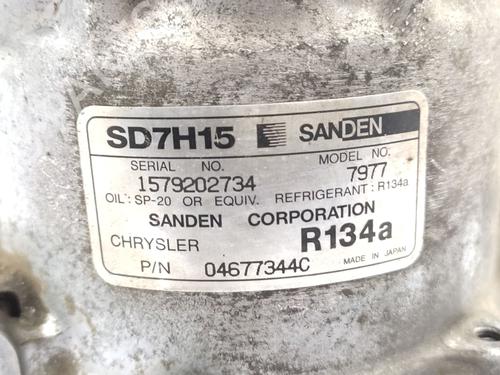 SD7H15 SANDEN
SERIAL NO. MODEL NO.
1579202734 7977
OIL: SP-20 OR EQUIV. REFRIGERANT: R134a
SANDEN CORPORATION
CHRYSLER R134a
P/N 04677344C MADE IN JAPAN